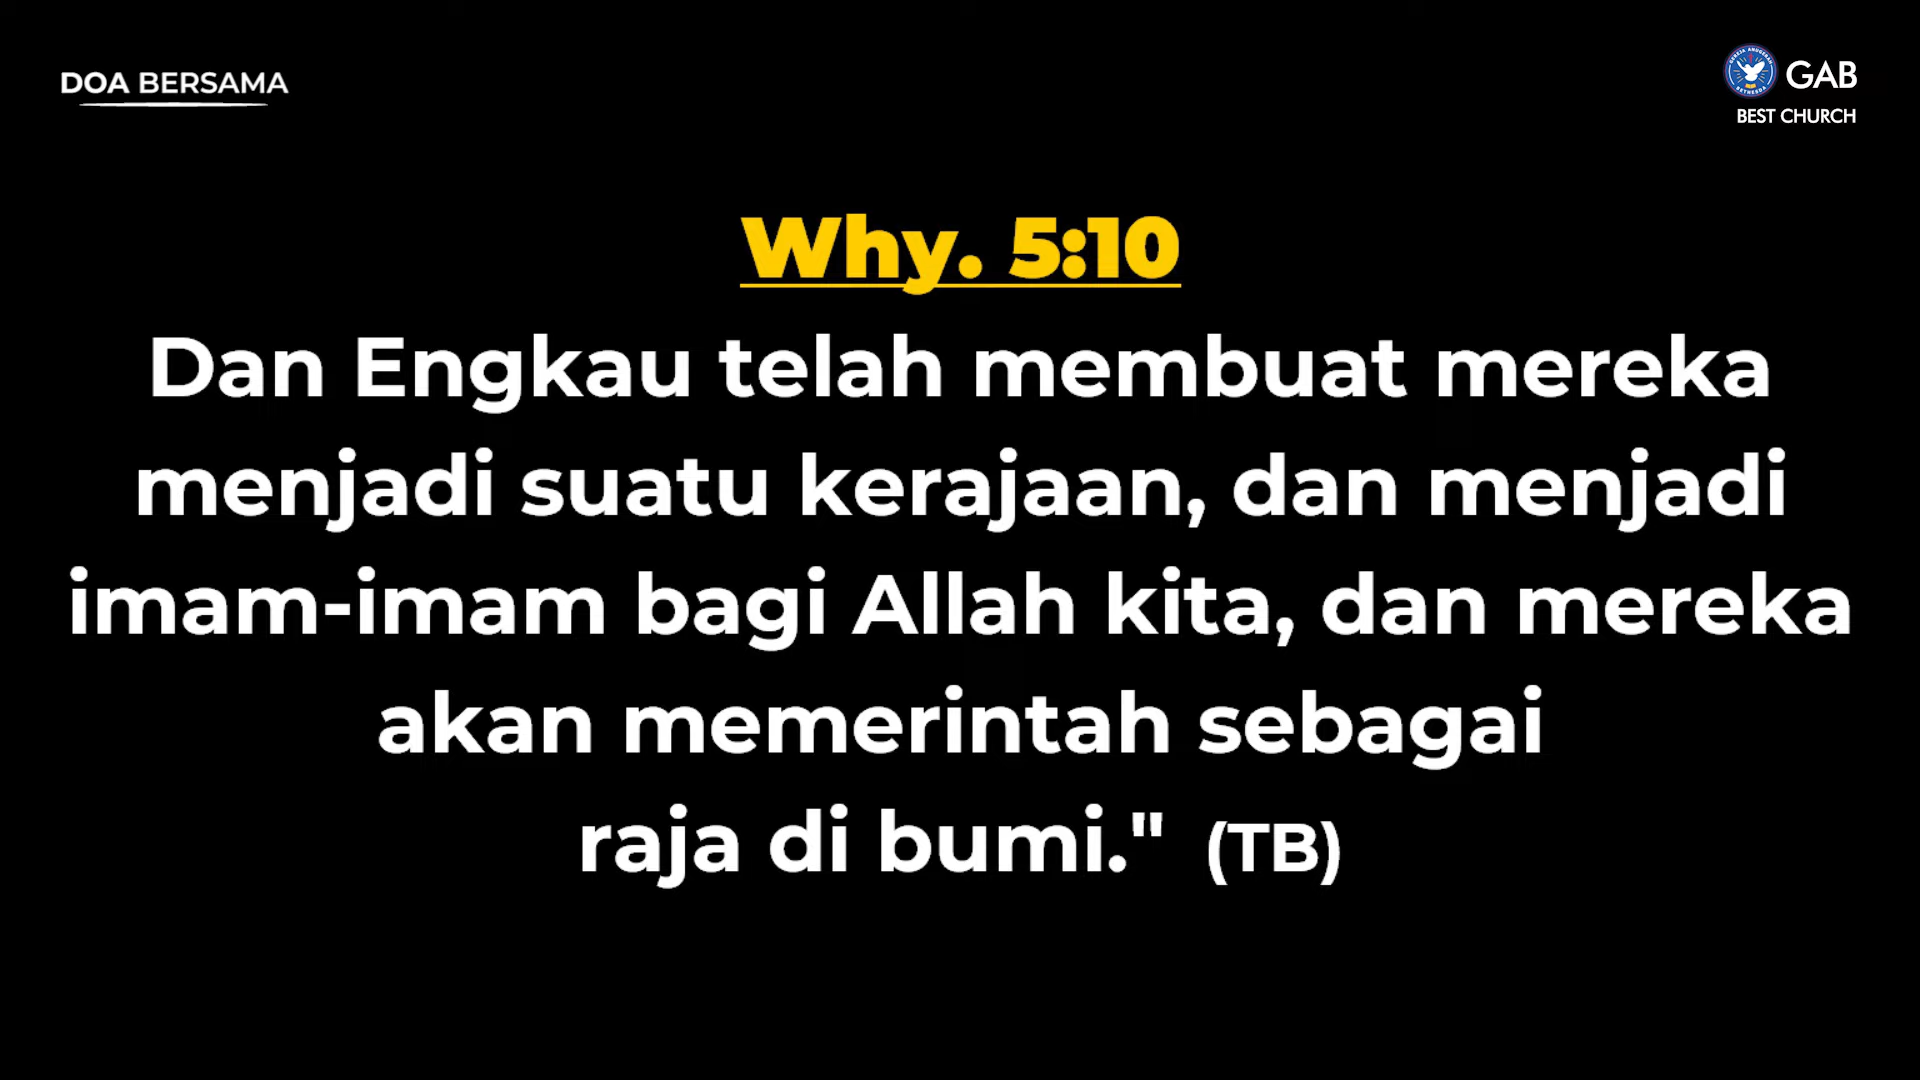 DOA BERSAMA
GAB
BEST CHURCH
Why. 5:10
Dan Engkau telah membuat mereka
menjadi suatu kerajaan, dan menjadi
imam-imam bagi Allah kita, dan mereka
akan memerintah sebagai
raja di bumi." (TB)